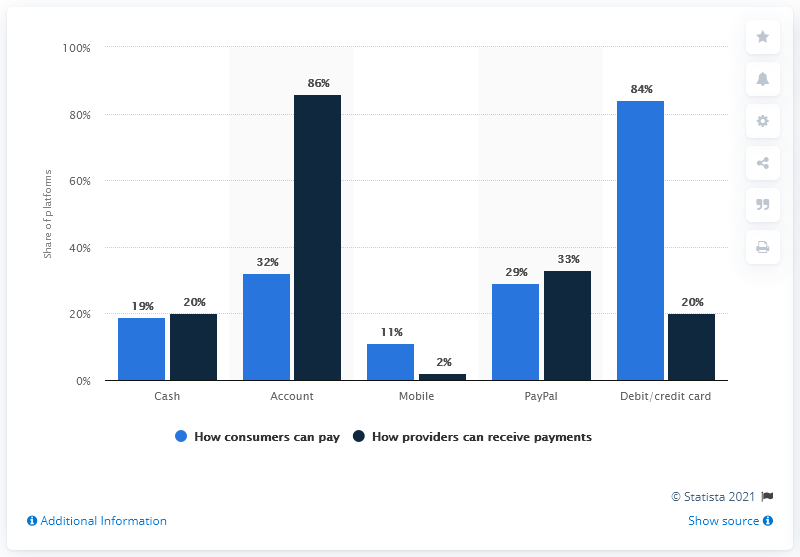 100%
80%
60%
40%
20%
0%
Share of platforms
19%
20%
32%
86%
11%
2%
29%
33%
84%
20%
Cash
Account
Mobile
PayPal
Debit/credit card
How consumers can pay
How providers can receive payments
© Statista 2021
Additional Information
Show source